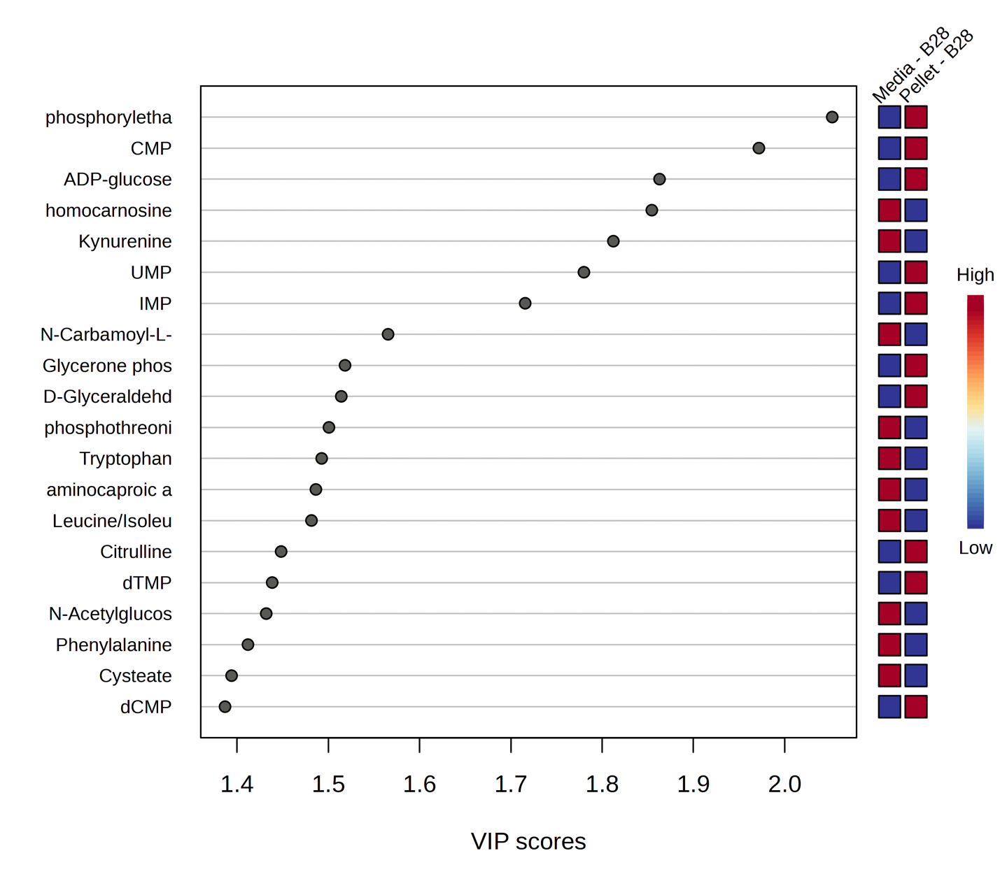 Media - B28
Pellet - B28
phosphoryletha
CMP
ADP-glucose
homocarnosine
Kynurenine
UMP
IMP
N-Carbamoyl-L-
Glycerone phos
D-Glyceraldehd
phosphothreoni
Tryptophan
aminocaproic a
Leucine/Isoleu
Citrulline
dTMP
N-Acetylglucos
Phenylalanine
Cysteate
dCMP
High
Low
1.4 1.5 1.6 1.7 1.8 1.9 2.0
VIP scores